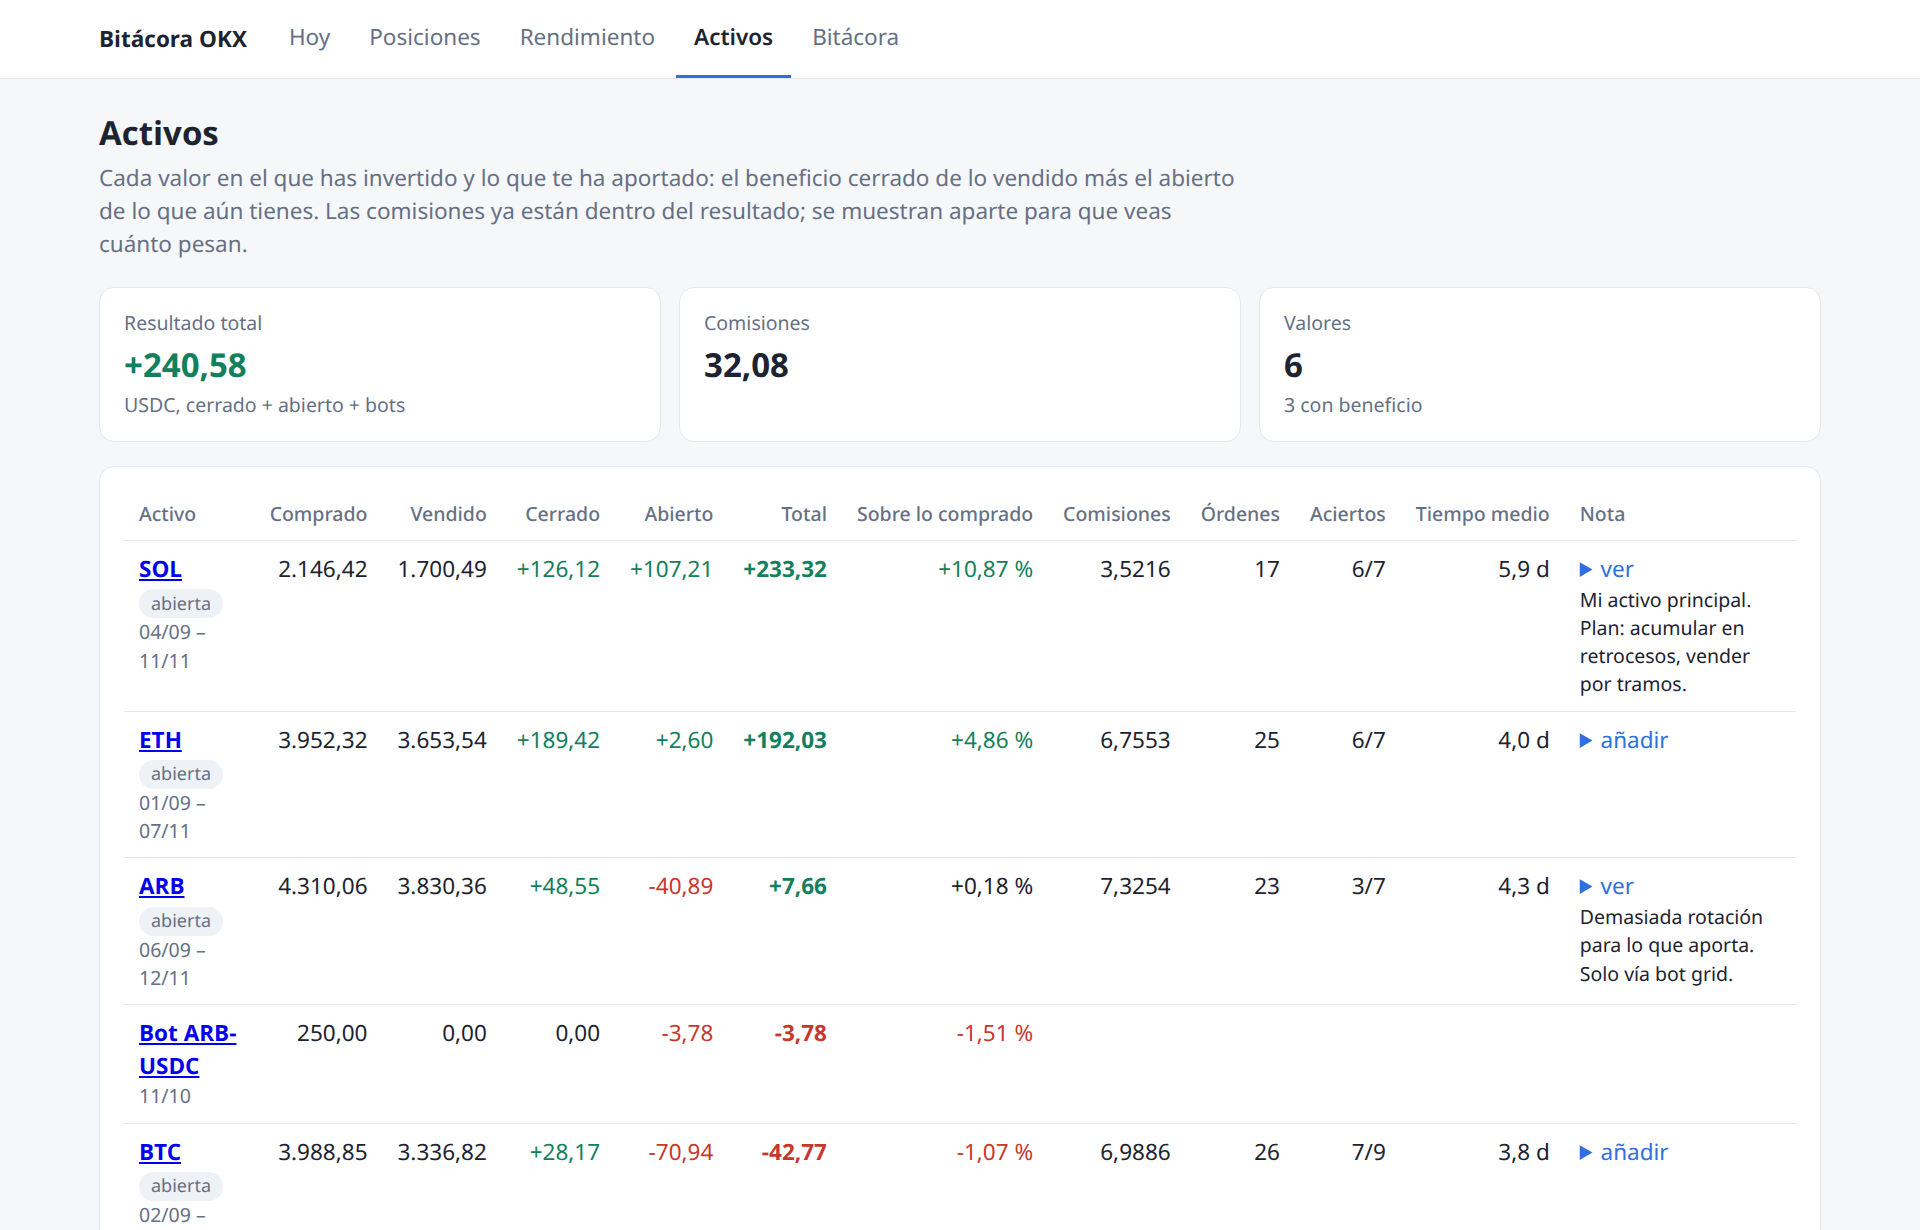 Bitácora OKX Hoy Posiciones Rendimiento Activos Bitácora
Activos
Cada valor en el que has invertido y lo que te ha aportado: el beneficio cerrado de lo vendido más el abierto
de lo que aún tienes. Las comisiones ya están dentro del resultado; se muestran aparte para que veas
cuánto pesan.
Resultado total
+240,58
USDC, cerrado + abierto + bots
Comisiones
32,08
Valores
6
3 con beneficio
Activo Comprado Vendido Cerrado Abierto Total Sobre lo comprado Comisiones Órdenes Aciertos Tiempo medio Nota
SOL 2.146,42 1.700,49 +126,12 +107,21 +233,32 +10,87 % 3,5216 17 6/7 5,9 d ▶ ver
abierta
04/09 –
11/11
Mi activo principal.
Plan: acumular en
retrocesos, vender
por tramos.
ETH 3.952,32 3.653,54 +189,42 +2,60 +192,03 +4,86 % 6,7553 25 6/7 4,0 d ▶ añadir
abierta
01/09 –
07/11
ARB 4.310,06 3.830,36 +48,55 -40,89 +7,66 +0,18 % 7,3254 23 3/7 4,3 d ▶ ver
abierta
06/09 –
12/11
Demasiada rotación
para lo que aporta.
Solo vía bot grid.
Bot ARB- 250,00 0,00 0,00 -3,78 -3,78 -1,51 %
USDC
11/10
BTC 3.988,85 3.336,82 +28,17 -70,94 -42,77 -1,07 % 6,9886 26 7/9 3,8 d ▶ añadir
abierta
02/09 –